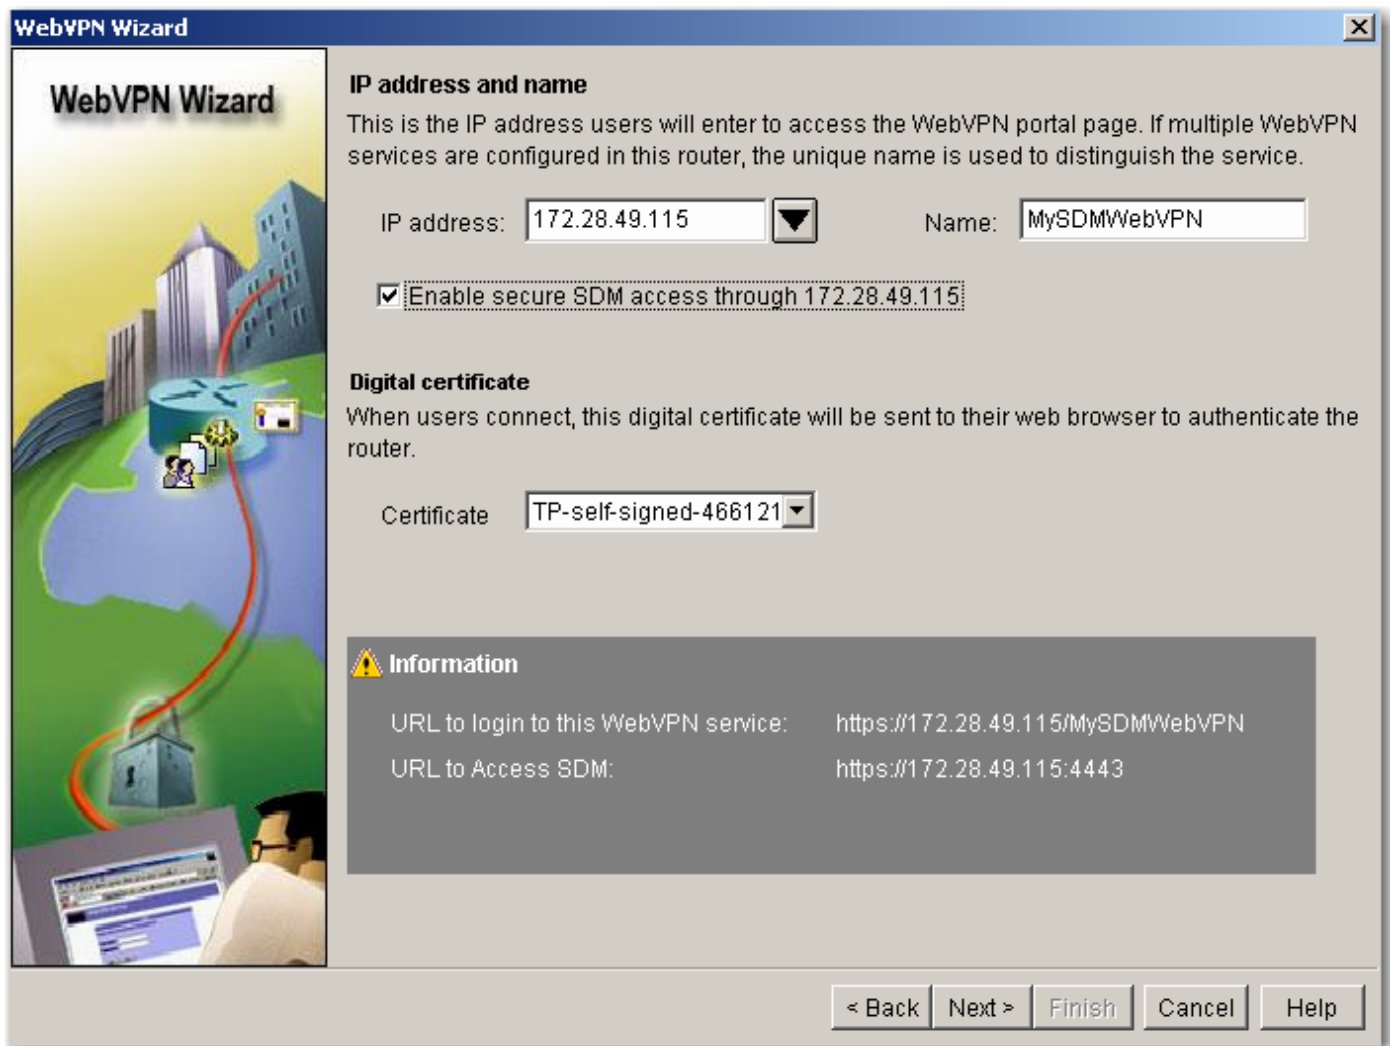 WebVPN Wizard
WebVPN Wizard
IP address and name
This is the IP address users will enter to access the WebVPN portal page. If multiple WebVPN
services are configured in this router, the unique name is used to distinguish the service.
IP address: 172.28.49.115 Name: MySDMWebVPN
Enable secure SDM access through 172.28.49.115
Digital certificate
When users connect, this digital certificate will be sent to their web browser to authenticate the
router.
Certificate TP-self-signed-466121
Information
URL to login to this WebVPN service: https://172.28.49.115/MySDMWebVPN
URL to Access SDM: https://172.28.49.115:4443
< Back Next > Finish Cancel Help